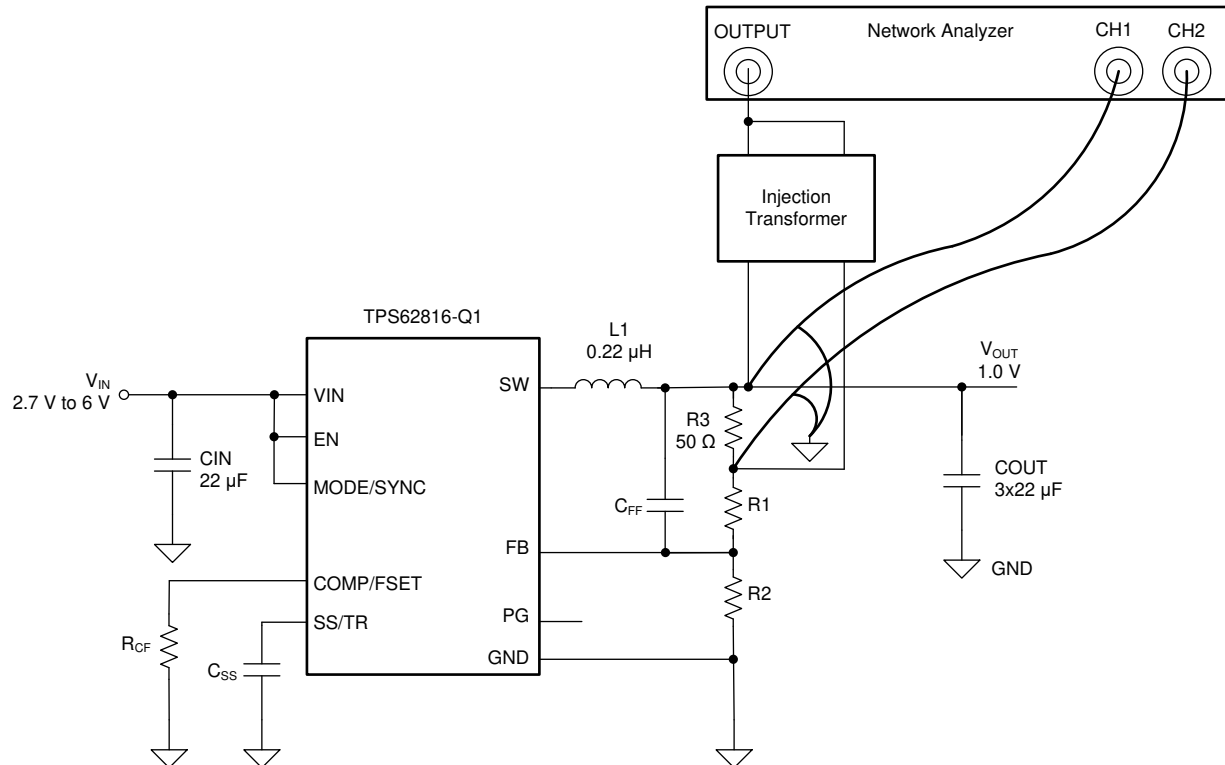 OUTPUT
Network Analyzer
CH1
CH2
Injection
Transformer
TPS62816-Q1
L1
0.22 µH
VIN
2.7 V to 6 V
VIN
EN
MODE/SYNC
COMP/FSET
SS/TR
SW
FB
PG
GND
CIN
22 µF
RCF
CSS
CFF
R3
50 Ω
R1
R2
VOUT
1.0 V
COUT
3x22 µF
GND